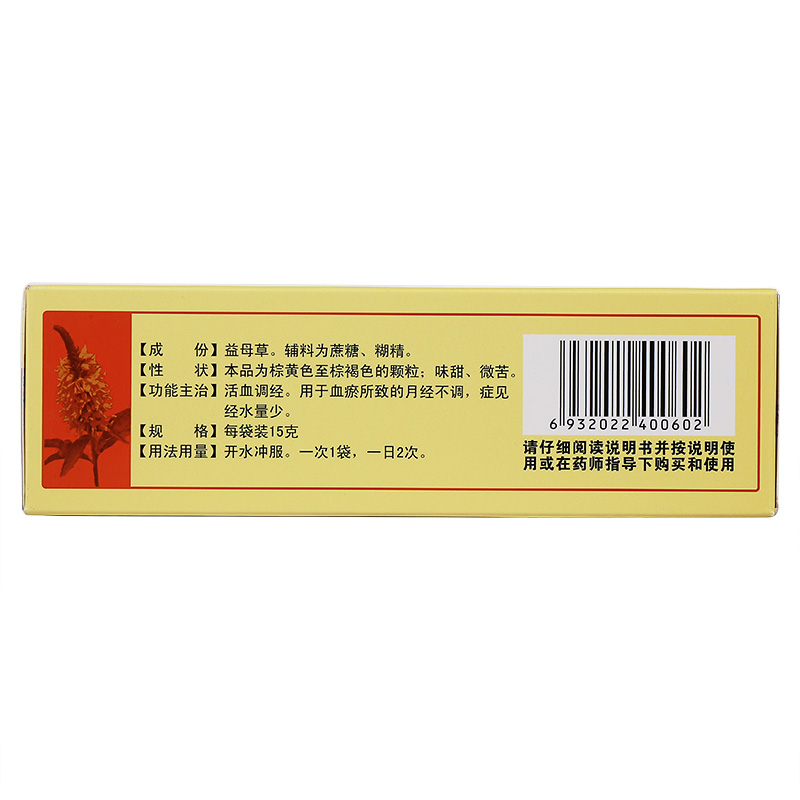 【成　　份】益母草。辅料为蔗糖、糊精。
【性　　状】本品为棕黄色至棕褐色的颗粒；味甜、微苦。
【功能主治】活血调经。用于血瘀所致的月经不调，症见
经水量少。
【规　　格】每袋装15克
【用法用量】开水冲服。一次1袋，一日2次。
6 932022 400602
请仔细阅读说明书并按说明使
用或在药师指导下购买和使用